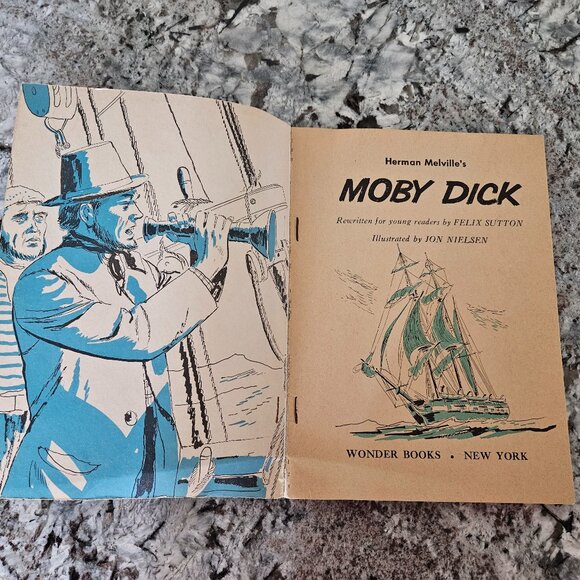 Herman Melville's
MOBY DICK
Rewritten for young readers by FELIX SUTTON
Illustrated by JON NIELSEN
WONDER BOOKS • NEW YORK